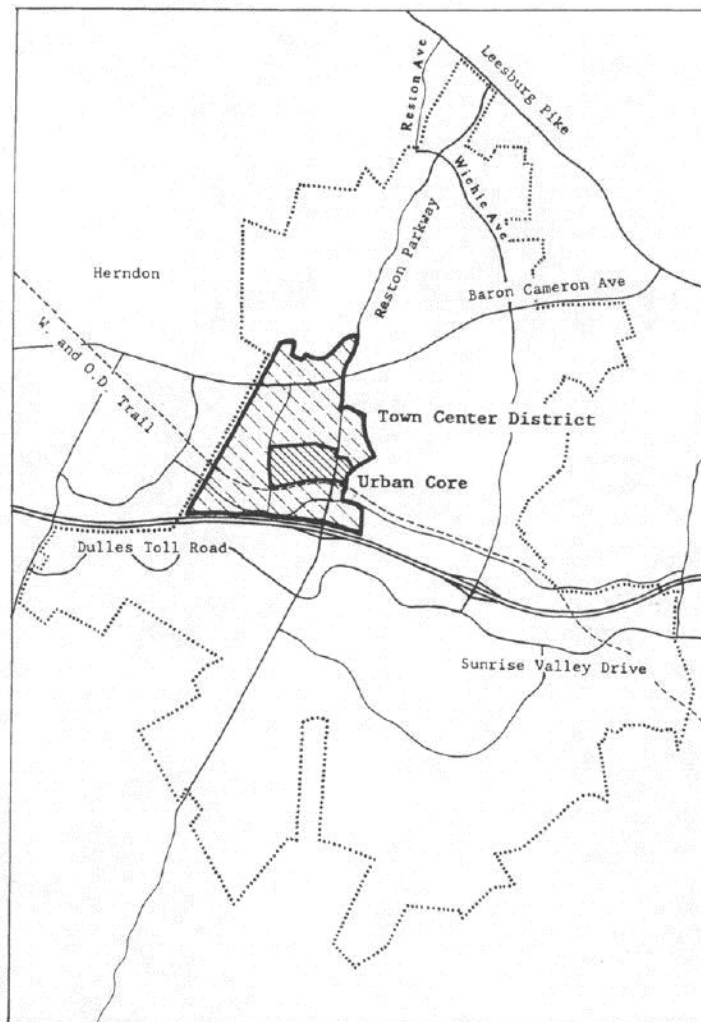 Leesburg Pike
Reston Ave
Wiehle Ave
Reston Parkway
Herndon
Baron Cameron Ave
W. and O.D. Trail
Town Center District
Urban Core
Dulles Toll Road
Sunrise Valley Drive